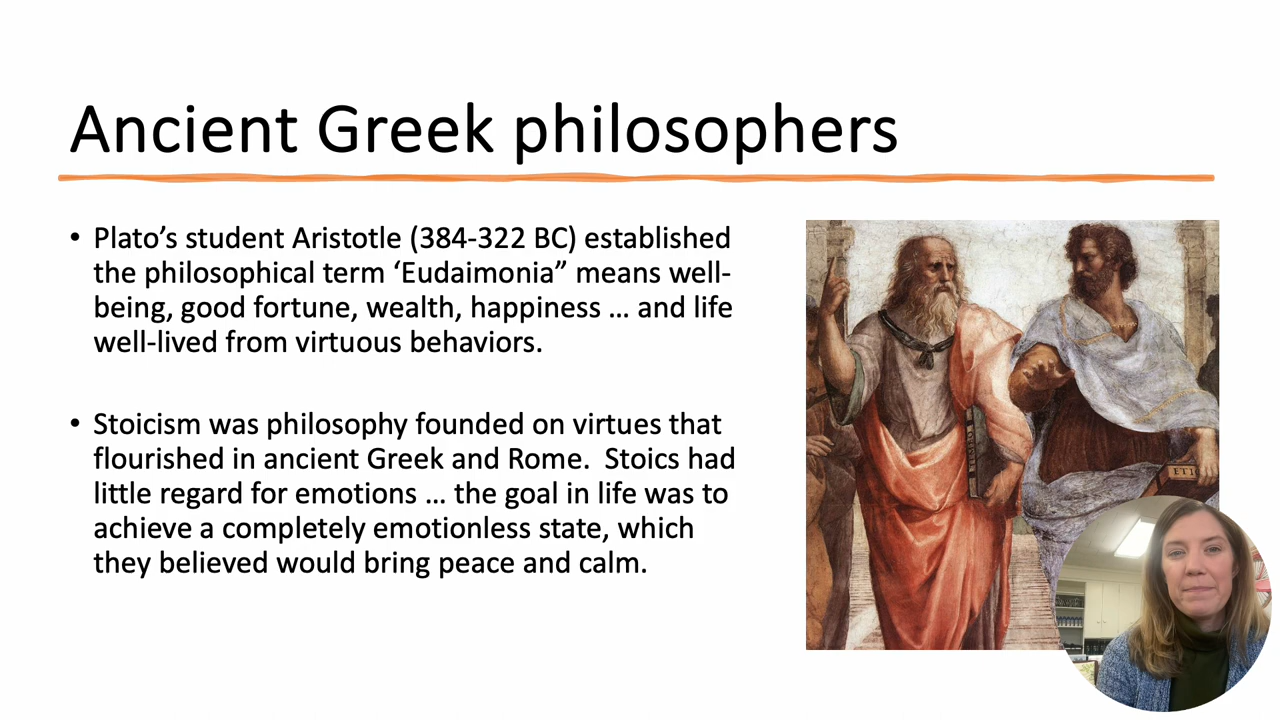 Ancient Greek philosophers
• Plato’s student Aristotle (384-322 BC) established
the philosophical term ‘Eudaimonia” means well-
being, good fortune, wealth, happiness … and life
well-lived from virtuous behaviors.
• Stoicism was philosophy founded on virtues that
flourished in ancient Greek and Rome.  Stoics had
little regard for emotions … the goal in life was to
achieve a completely emotionless state, which
they believed would bring peace and calm.
ETI